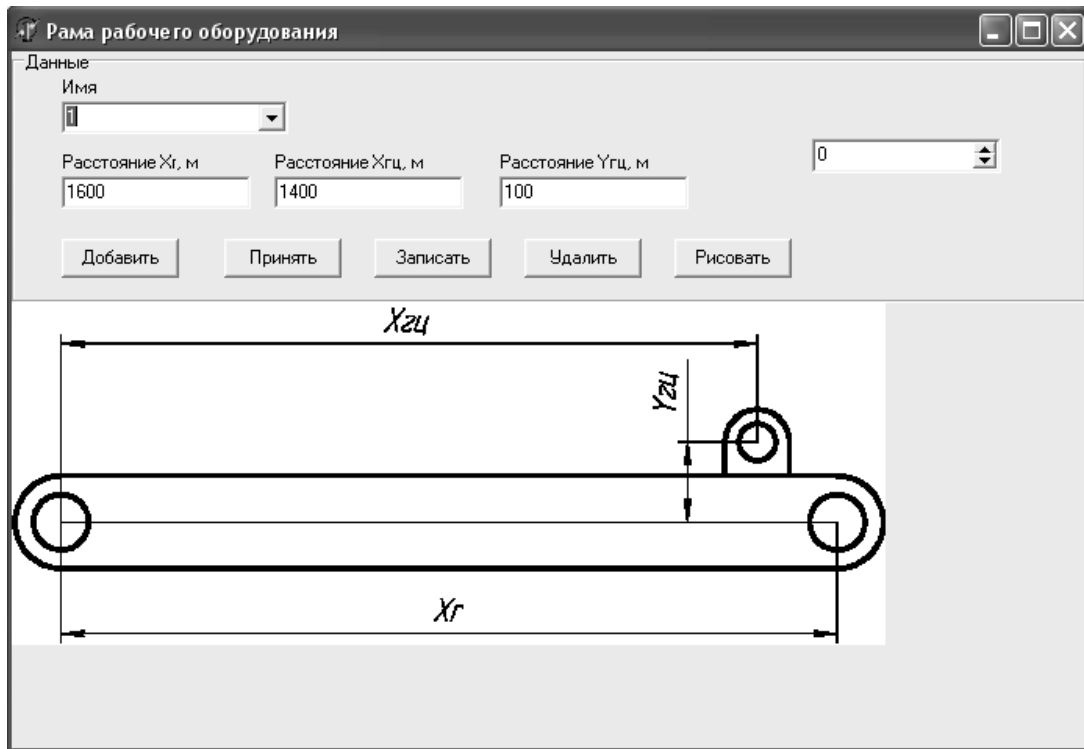 Рама рабочего оборудования
Данные
Имя
1
Расстояние Xг, м Расстояние Xгц, м Расстояние Yгц, м
0
1600 1400 100
Добавить Принять Записать Удалить Рисовать
Xгц
Yгц
Xг